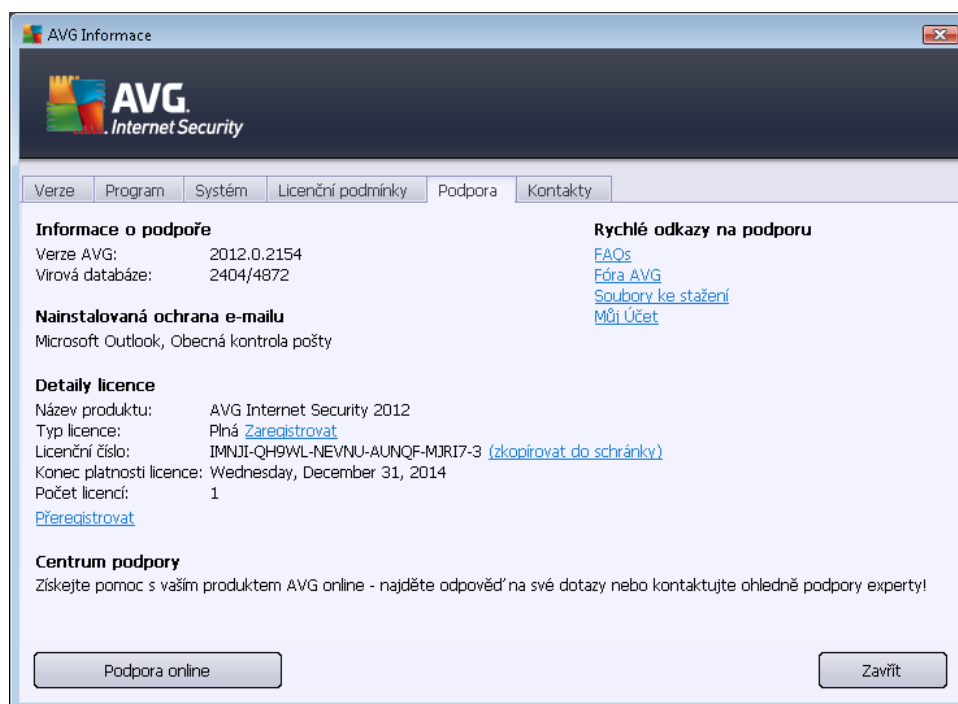 AVG Informace
AVG.
Internet Security
Verze Program Systém Licenční podmínky Podpora Kontakty
Informace o podpoře
Verze AVG: 2012.0.2154
Virová databáze: 2404/4872
Nainstalovaná ochrana e-mailu
Microsoft Outlook, Obecná kontrola pošty
Detaily licence
Název produktu: AVG Internet Security 2012
Typ licence: Plná Zaregistrovat
Licenční číslo: IMNJI-QH9WL-NEVNU-AUNQF-MJRI7-3 (zkopírovat do schránky)
Konec platnosti licence: Wednesday, December 31, 2014
Počet licencí: 1
Přeregistrovat
Centrum podpory
Získejte pomoc s vaším produktem AVG online - najděte odpověď na své dotazy nebo kontaktujte ohledně podpory experty!
Rychlé odkazy na podporu
FAQs
Fóra AVG
Soubory ke stažení
Můj Účet
Podpora online
Zavřít